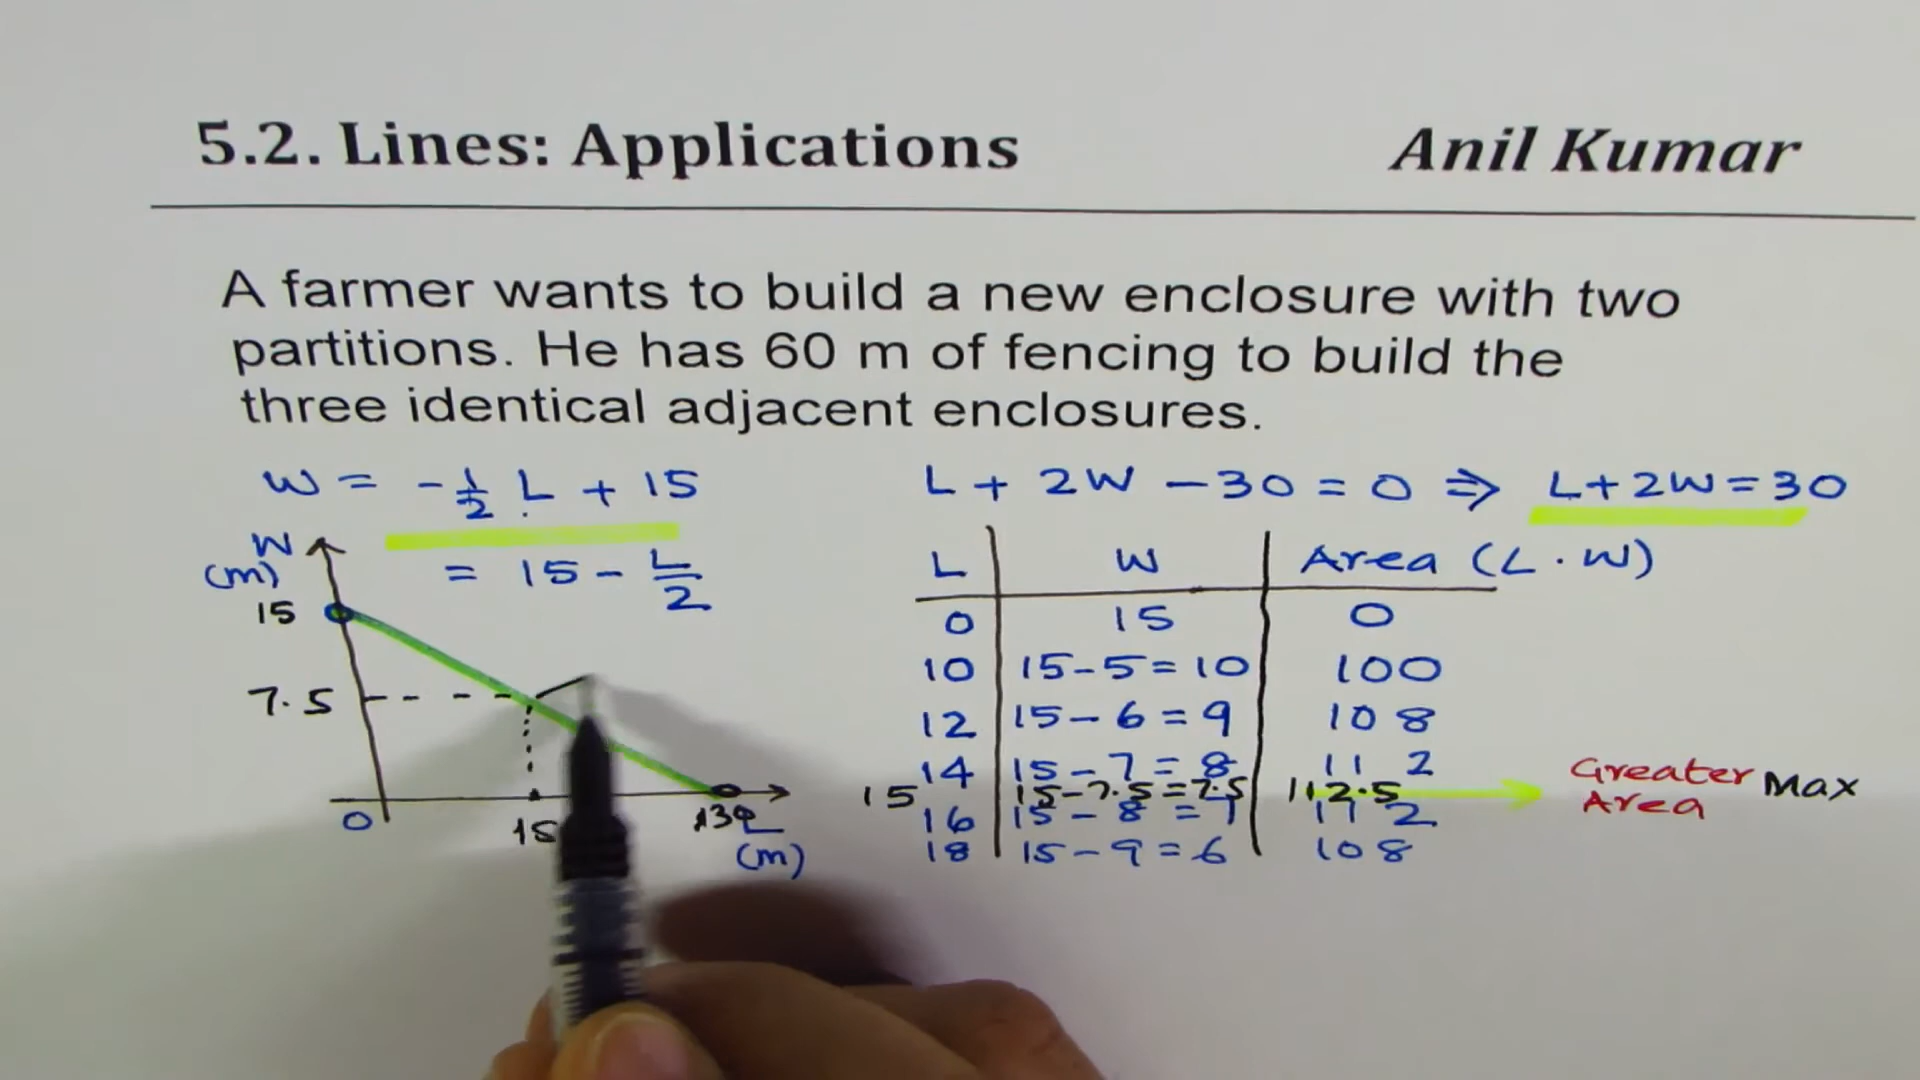 5.2. Lines: Applications Anil Kumar
A farmer wants to build a new enclosure with two
partitions. He has 60 m of fencing to build the
three identical adjacent enclosures.
W = -1/2 L + 15
= 15 - L/2
W
(m)
15
7.5
0
15
30
L
(m)
L + 2W - 30 = 0 ⇒ L + 2W = 30
L W Area (L · W)
0 15 0
10 15-5 = 10 100
12 15-6 = 9 108
14 15-7 = 8 112
15 15-7.5 = 7.5 112.5 Greater Area Max
16 15-8 = 7 112
18 15-9 = 6 108